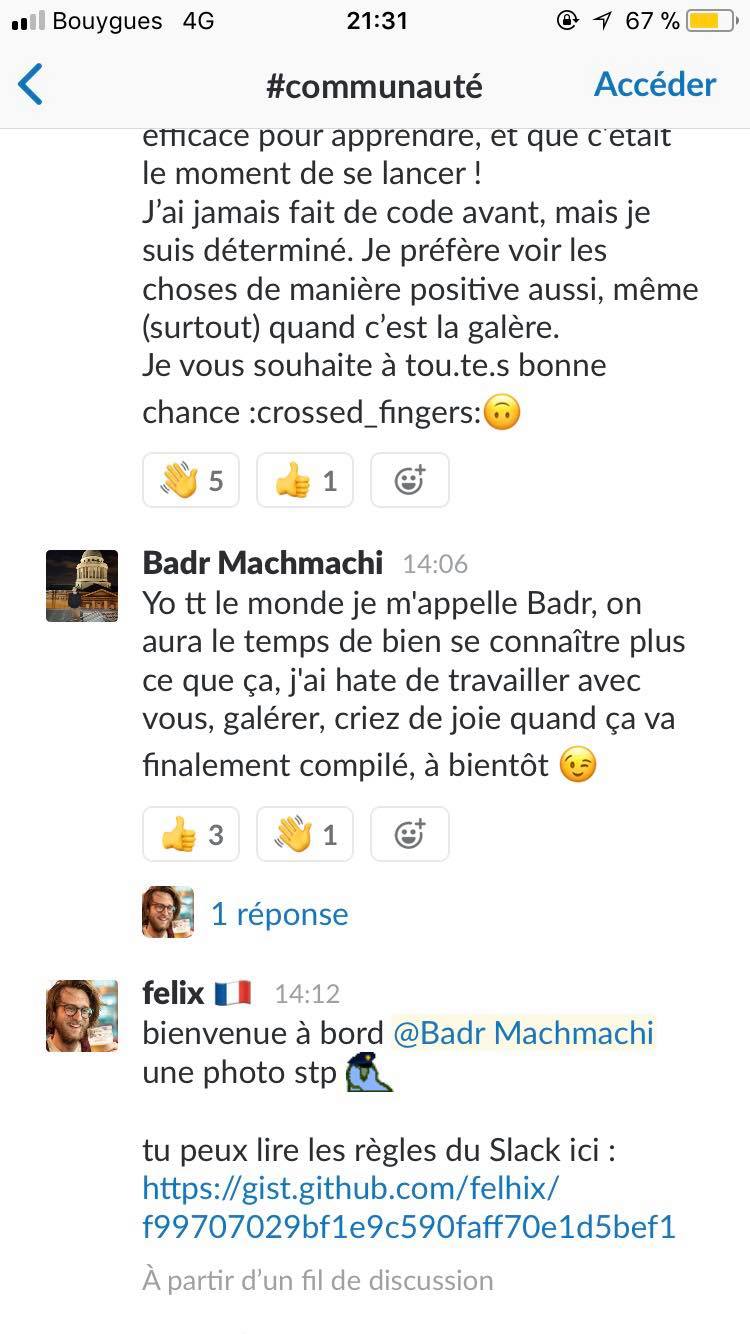 Bouygues 4G 21:31 67 %
#communauté Accéder
efficace pour apprendre, et que c'était
le moment de se lancer !
J'ai jamais fait de code avant, mais je
suis déterminé. Je préfère voir les
choses de manière positive aussi, même
(surtout) quand c'est la galère.
Je vous souhaite à tou.te.s bonne
chance :crossed_fingers:🙃
👋 5 👍 1
Badr Machmachi 14:06
Yo tt le monde je m'appelle Badr, on
aura le temps de bien se connaître plus
ce que ça, j'ai hate de travailler avec
vous, galérer, criez de joie quand ça va
finalement compilé, à bientôt 😉
👍 3 👋 1
1 réponse
felix 🇫🇷 14:12
bienvenue à bord @Badr Machmachi
une photo stp
tu peux lire les règles du Slack ici :
https://gist.github.com/felhix/
f99707029bf1e9c590faff70e1d5bef1
À partir d'un fil de discussion